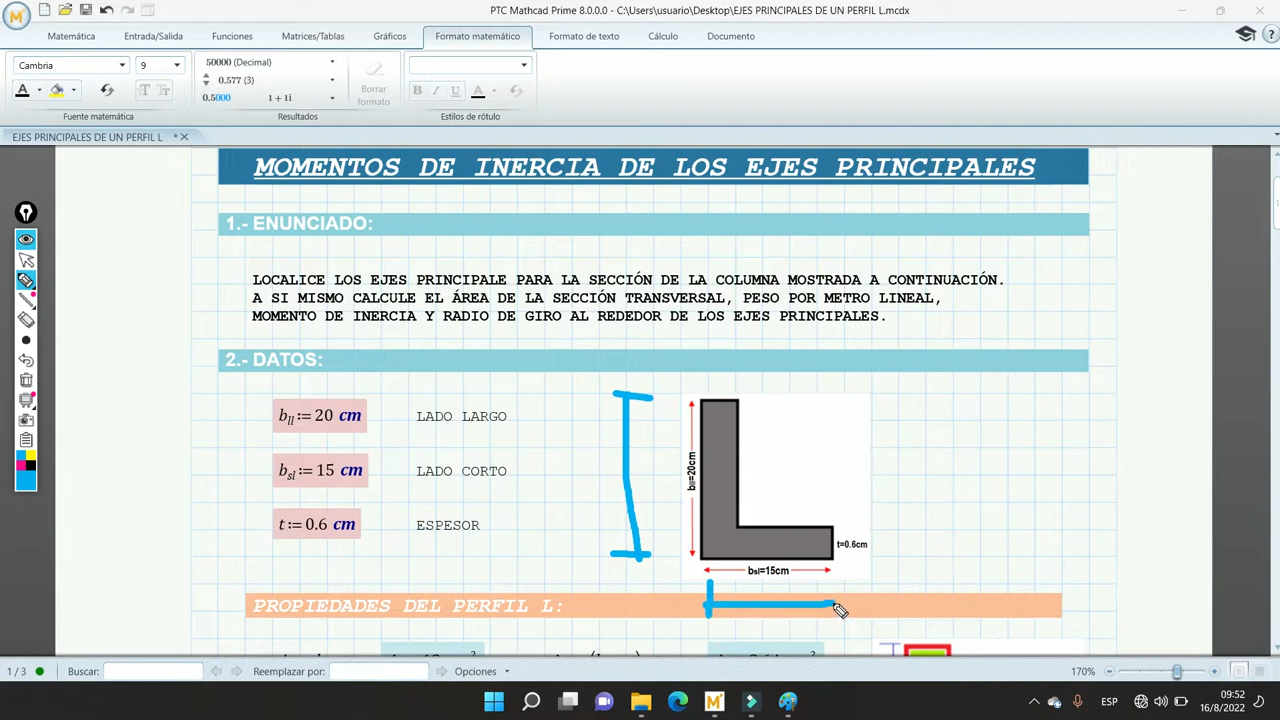 PTC Mathcad Prime 8.0.0.0 - C:\Users\usuario\Desktop\EJES PRINCIPALES DE UN PERFIL L.mcdx
Matemática Entrada/Salida Funciones Matrices/Tablas Gráficos Formato matemático Formato de texto Cálculo Documento
Cambria 9
50000 (Decimal)
0.577 (3)
0.5000 1 + 1i
Borrar
formato
B I U A
Fuente matemática Resultados Estilos de rótulo
EJES PRINCIPALES DE UN PERFIL L * ✕
MOMENTOS DE INERCIA DE LOS EJES PRINCIPALES
1.- ENUNCIADO:
LOCALICE LOS EJES PRINCIPALE PARA LA SECCIÓN DE LA COLUMNA MOSTRADA A CONTINUACIÓN.
A SI MISMO CALCULE EL ÁREA DE LA SECCIÓN TRANSVERSAL, PESO POR METRO LINEAL,
MOMENTO DE INERCIA Y RADIO DE GIRO AL REDEDOR DE LOS EJES PRINCIPALES.
2.- DATOS:
bll := 20 cm LADO LARGO
bsl := 15 cm LADO CORTO
t := 0.6 cm ESPESOR
bll=20cm
t=0.6cm
bsl=15cm
PROPIEDADES DEL PERFIL L:
1 / 3 Buscar: Reemplazar por: Opciones 170%
ESP 09:52
16/8/2022